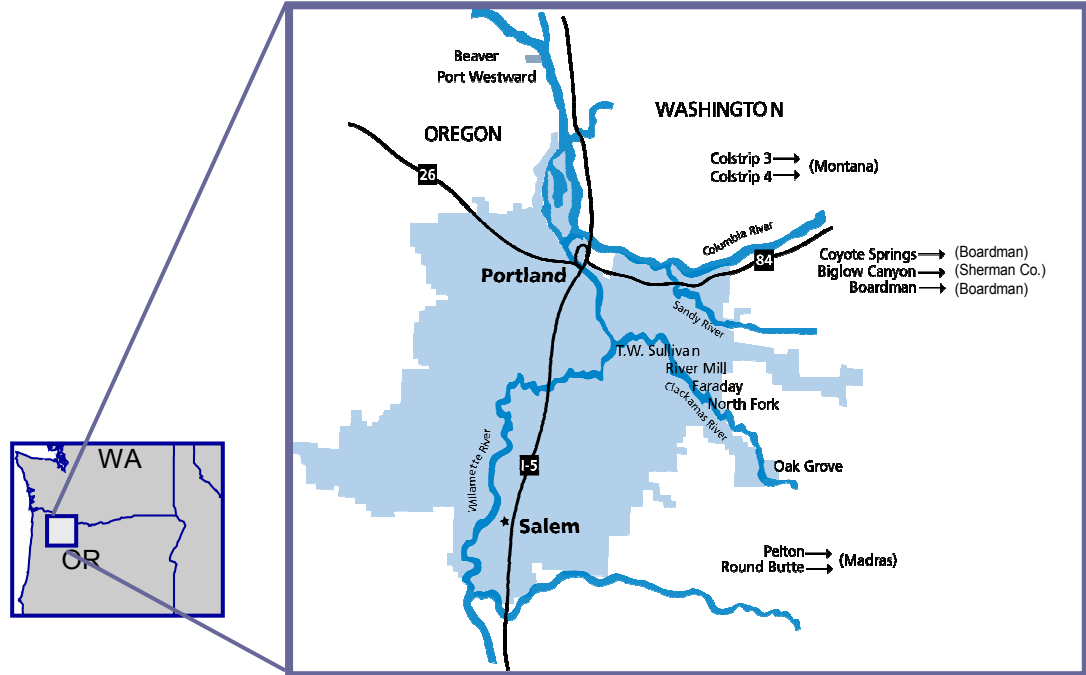 Beaver
Port Westward
WASHINGTON
OREGON
26
Colstrip 3
Colstrip 4
(Montana)
Columbia River
84
Coyote Springs
(Boardman)
Biglow Canyon
(Sherman Co.)
Boardman
(Boardman)
Portland
Sandy River
T.W. Sullivan
River Mill
Faraday
North Fork
Clackamas River
Willamette River
I-5
Oak Grove
Salem
Pelton
Round Butte
(Madras)
WA
OR